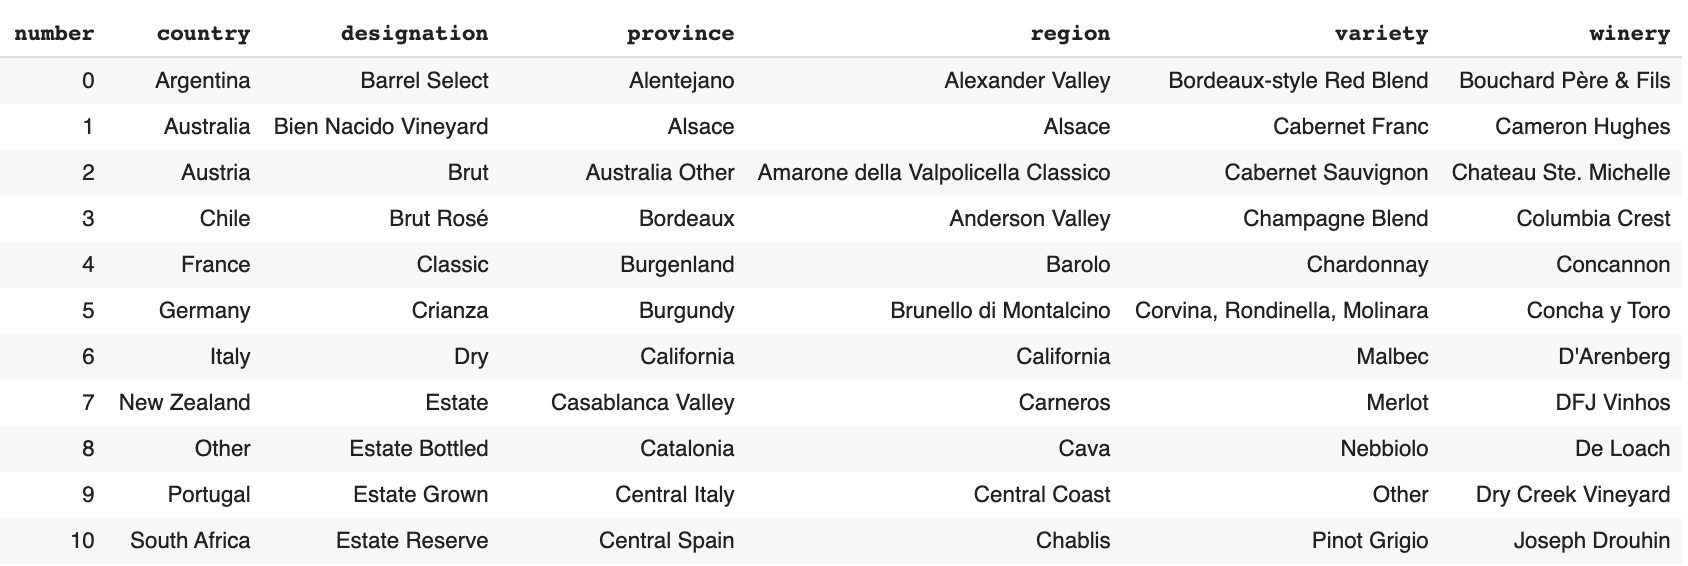 number country designation province region variety winery
0 Argentina Barrel Select Alentejano Alexander Valley Bordeaux-style Red Blend Bouchard Père & Fils
1 Australia Bien Nacido Vineyard Alsace Alsace Cabernet Franc Cameron Hughes
2 Austria Brut Australia Other Amarone della Valpolicella Classico Cabernet Sauvignon Chateau Ste. Michelle
3 Chile Brut Rosé Bordeaux Anderson Valley Champagne Blend Columbia Crest
4 France Classic Burgenland Barolo Chardonnay Concannon
5 Germany Crianza Burgundy Brunello di Montalcino Corvina, Rondinella, Molinara Concha y Toro
6 Italy Dry California California Malbec D'Arenberg
7 New Zealand Estate Casablanca Valley Carneros Merlot DFJ Vinhos
8 Other Estate Bottled Catalonia Cava Nebbiolo De Loach
9 Portugal Estate Grown Central Italy Central Coast Other Dry Creek Vineyard
10 South Africa Estate Reserve Central Spain Chablis Pinot Grigio Joseph Drouhin